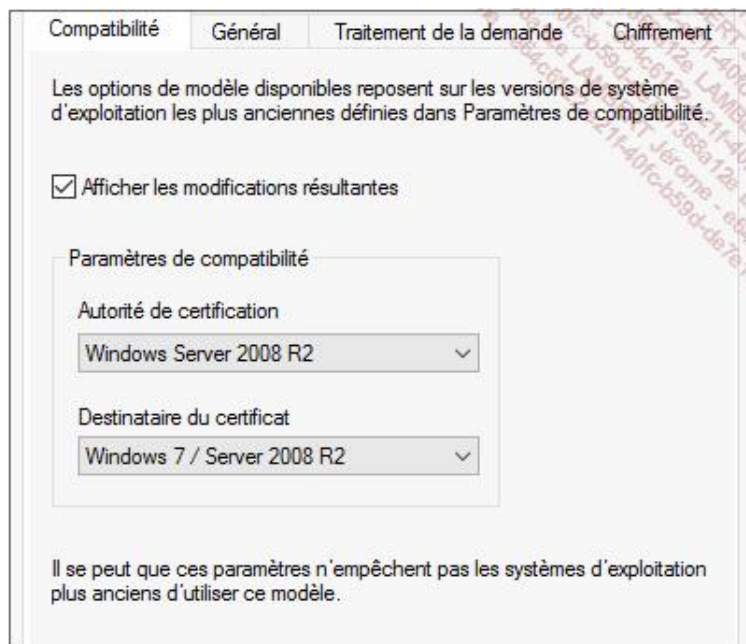 Compatibilité Général Traitement de la demande Chiffrement
Les options de modèle disponibles reposent sur les versions de système
d'exploitation les plus anciennes définies dans Paramètres de compatibilité.
Afficher les modifications résultantes
Paramètres de compatibilité
Autorité de certification
Windows Server 2008 R2
Destinataire du certificat
Windows 7 / Server 2008 R2
Il se peut que ces paramètres n'empêchent pas les systèmes d'exploitation
plus anciens d'utiliser ce modèle.